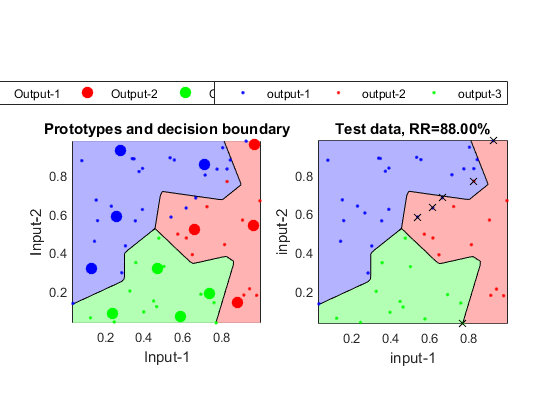 Output-1 Output-2 output-1 output-2 output-3
Prototypes and decision boundary Test data, RR=88.00%
Input-2 input-2
0.8 0.8
0.6 0.6
0.4 0.4
0.2 0.2
0.2 0.4 0.6 0.8 0.2 0.4 0.6 0.8
Input-1 input-1